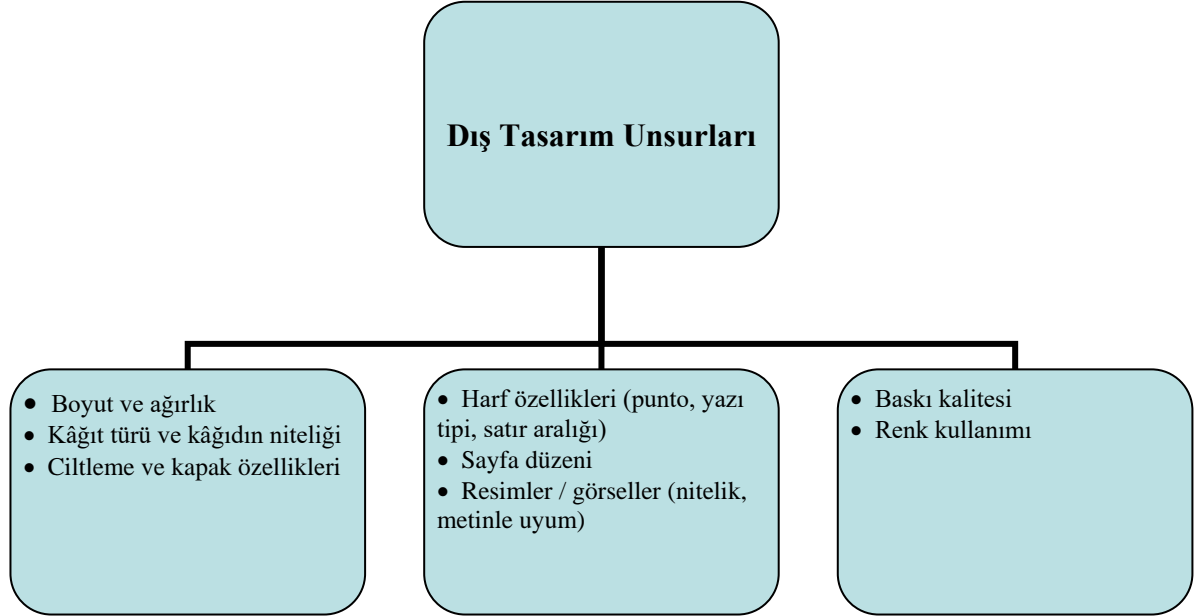 Dış Tasarım Unsurları
• Boyut ve ağırlık
• Kâğıt türü ve kâğıdın niteliği
• Ciltleme ve kapak özellikleri
• Harf özellikleri (punto, yazı
tipi, satır aralığı)
• Sayfa düzeni
• Resimler / görseller (nitelik,
metinle uyum)
• Baskı kalitesi
• Renk kullanımı